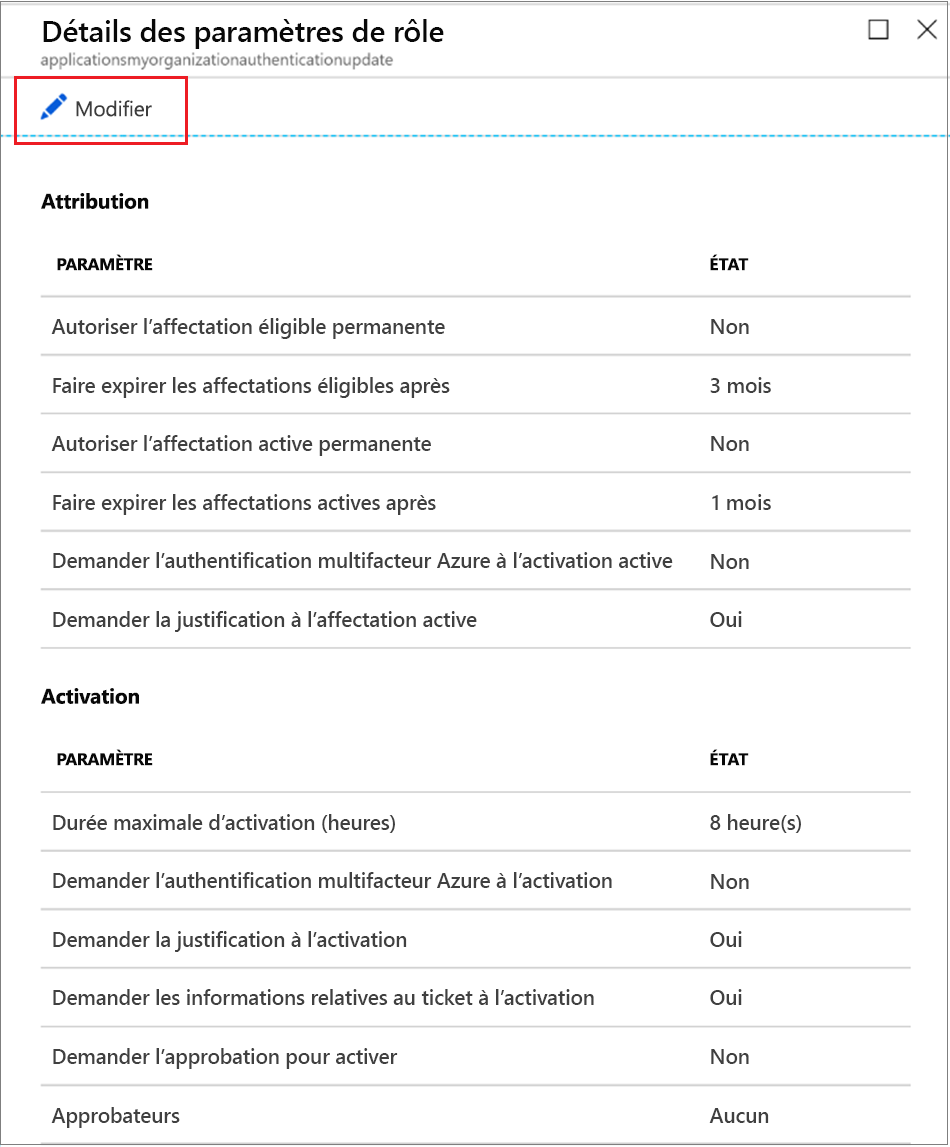 Détails des paramètres de rôle
applicationsmyorganizationauthenticationupdate
Modifier
Attribution
PARAMÈTRE ÉTAT
Autoriser l’affectation éligible permanente Non
Faire expirer les affectations éligibles après 3 mois
Autoriser l’affectation active permanente Non
Faire expirer les affectations actives après 1 mois
Demander l’authentification multifacteur Azure à l’activation active Non
Demander la justification à l’affectation active Oui
Activation
PARAMÈTRE ÉTAT
Durée maximale d’activation (heures) 8 heure(s)
Demander l’authentification multifacteur Azure à l’activation Non
Demander la justification à l’activation Oui
Demander les informations relatives au ticket à l’activation Oui
Demander l’approbation pour activer Non
Approbateurs Aucun